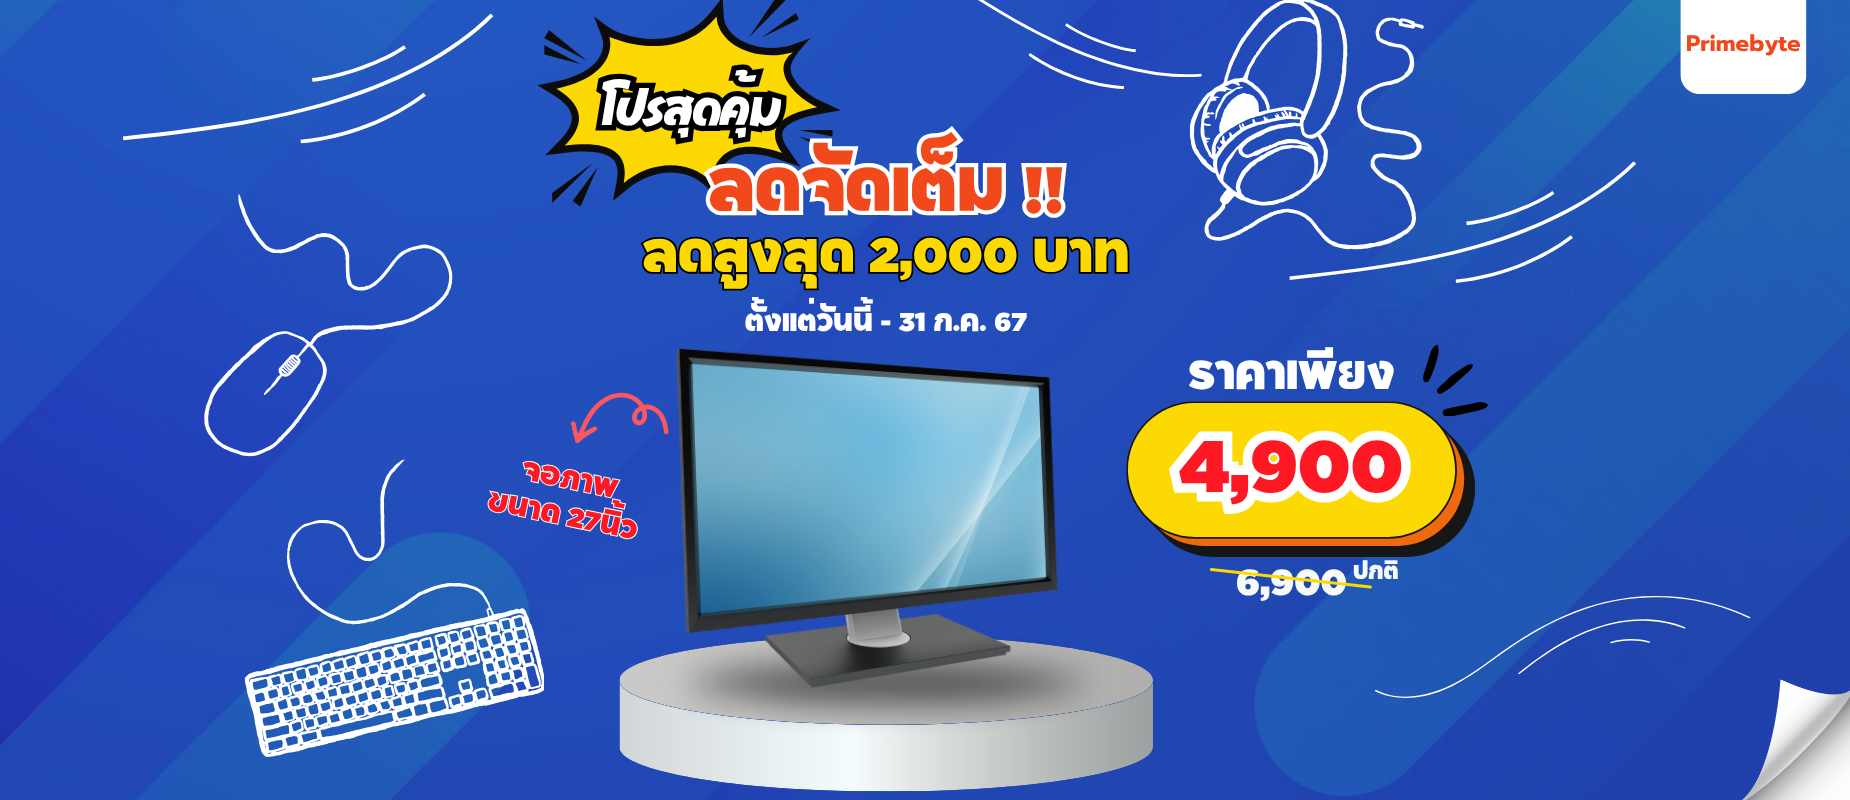 Primebyte
โปรสุดคุ้ม
ลดจัดเต็ม !!
ลดสูงสุด 2,000 บาท
ตั้งแต่วันนี้ - 31 ก.ค. 67
จอภาพ
ขนาด 27นิ้ว
ราคาเพียง
4,900
6,900 ปกติ